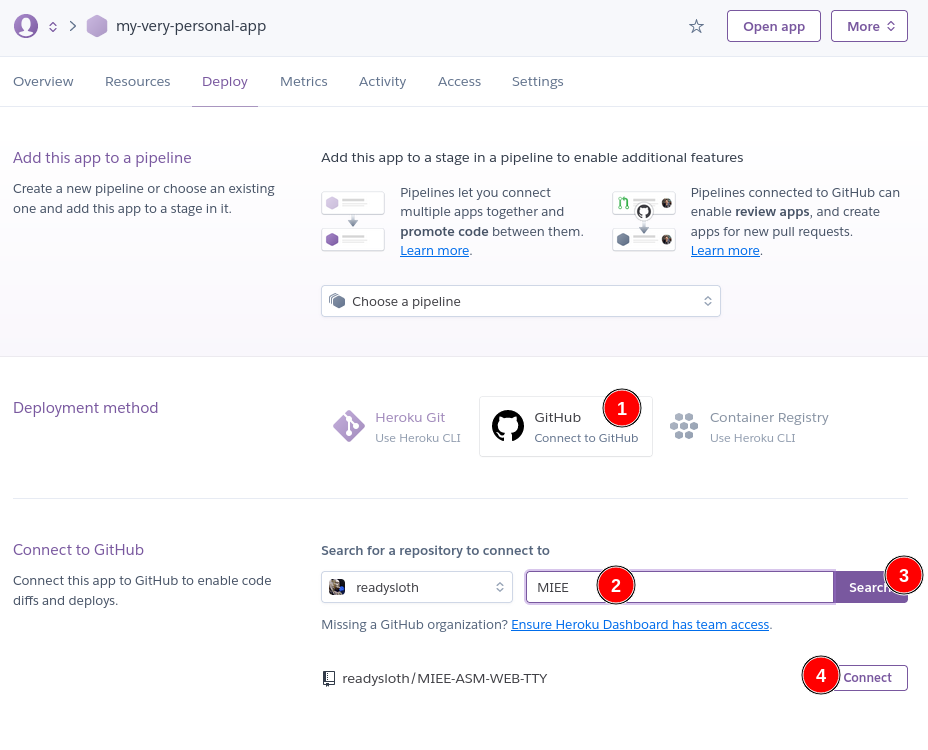 my-very-personal-app
Open app
More
Overview Resources Deploy Metrics Activity Access Settings
Add this app to a pipeline
Create a new pipeline or choose an existing
one and add this app to a stage in it.
Add this app to a stage in a pipeline to enable additional features
Pipelines let you connect
multiple apps together and
promote code between them.
Learn more.
Pipelines connected to GitHub can
enable review apps, and create
apps for new pull requests.
Learn more.
Choose a pipeline
Deployment method
Heroku Git
Use Heroku CLI
GitHub
Connect to GitHub
1
Container Registry
Use Heroku CLI
Connect to GitHub
Connect this app to GitHub to enable code
diffs and deploys.
Search for a repository to connect to
readysloth
MIEE
2
Search
3
Missing a GitHub organization? Ensure Heroku Dashboard has team access.
readysloth/MIEE-ASM-WEB-TTY
4
Connect